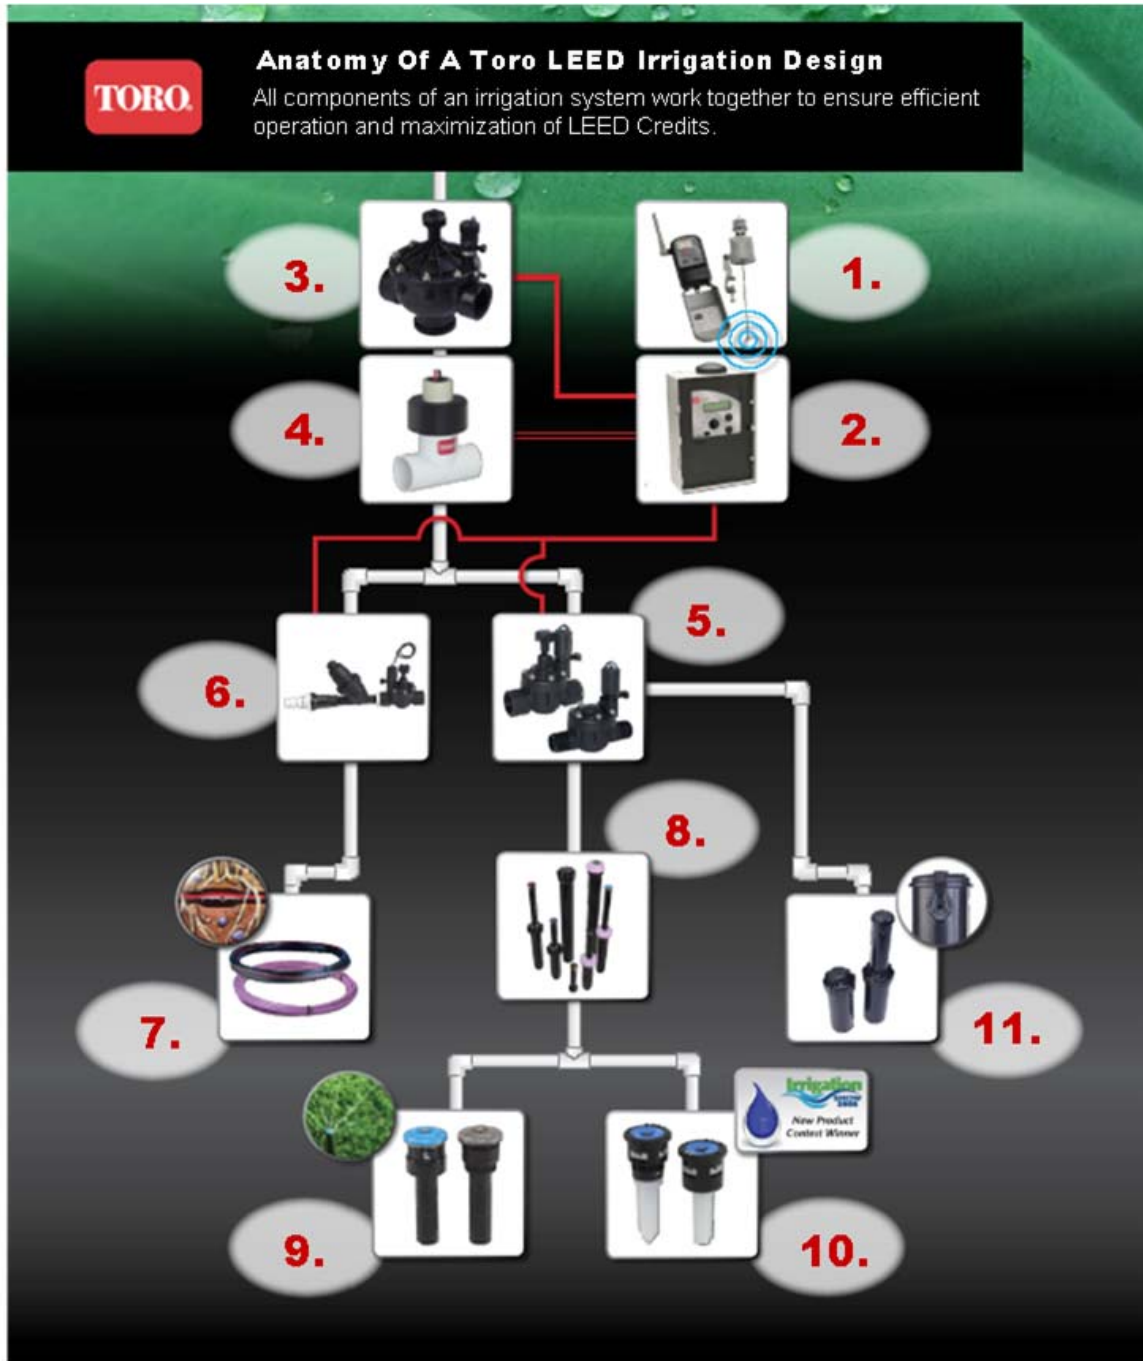 TORO.
Anatomy Of A Toro LEED Irrigation Design
All components of an irrigation system work together to ensure efficient
operation and maximization of LEED Credits.
3.
1.
4.
TORO
2.
5.
6.
8.
7.
11.
Irrigation
New Product
Contest Winner
9.
10.